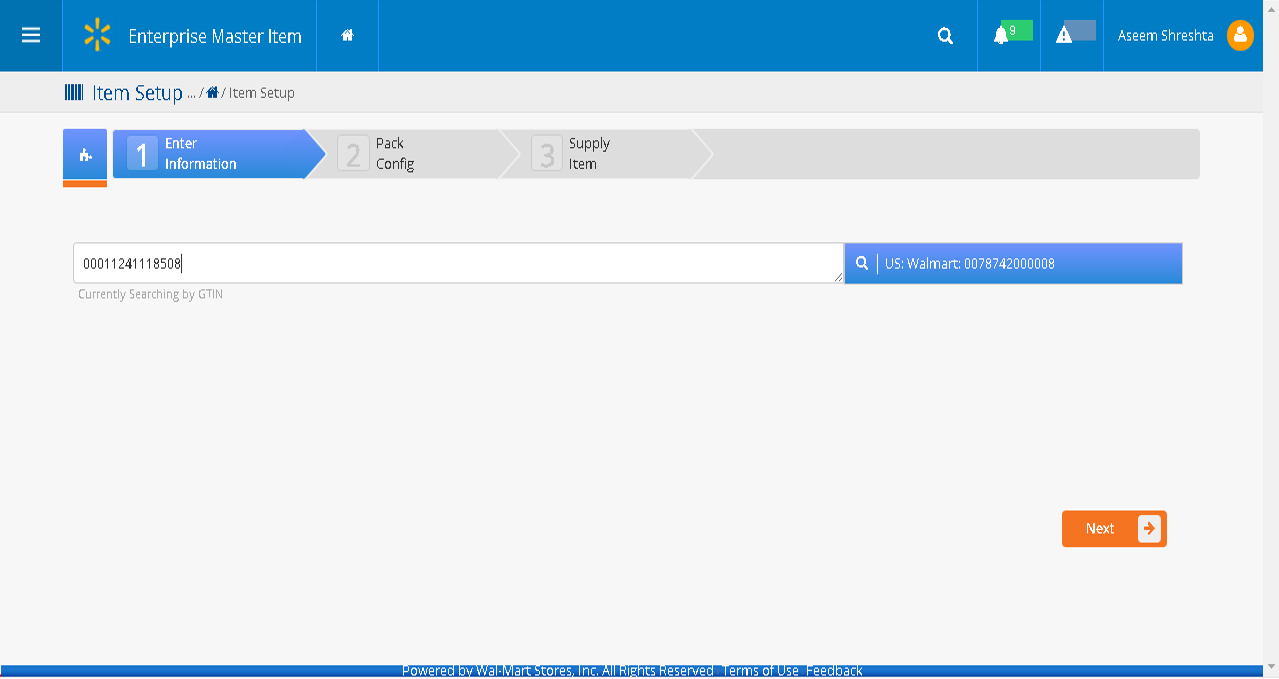 Enterprise Master Item
9
Aseem Shreshta
Item Setup ... / / Item Setup
1 Enter Information
2 Pack Config
3 Supply Item
00011241118508
US: Walmart: 0078742000008
Currently Searching by GTIN
Next
Powered by Wal-Mart Stores, Inc. All Rights Reserved Terms of Use Feedback